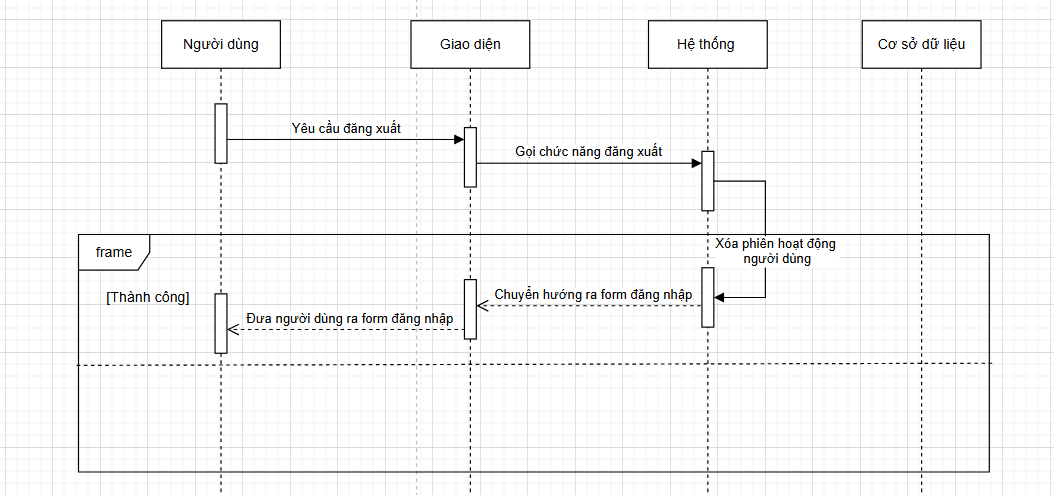 Người dùng
Giao diện
Hệ thống
Cơ sở dữ liệu
Yêu cầu đăng xuất
Gọi chức năng đăng xuất
Xóa phiên hoạt động
người dùng
frame
[Thành công]
Chuyển hướng ra form đăng nhập
Đưa người dùng ra form đăng nhập